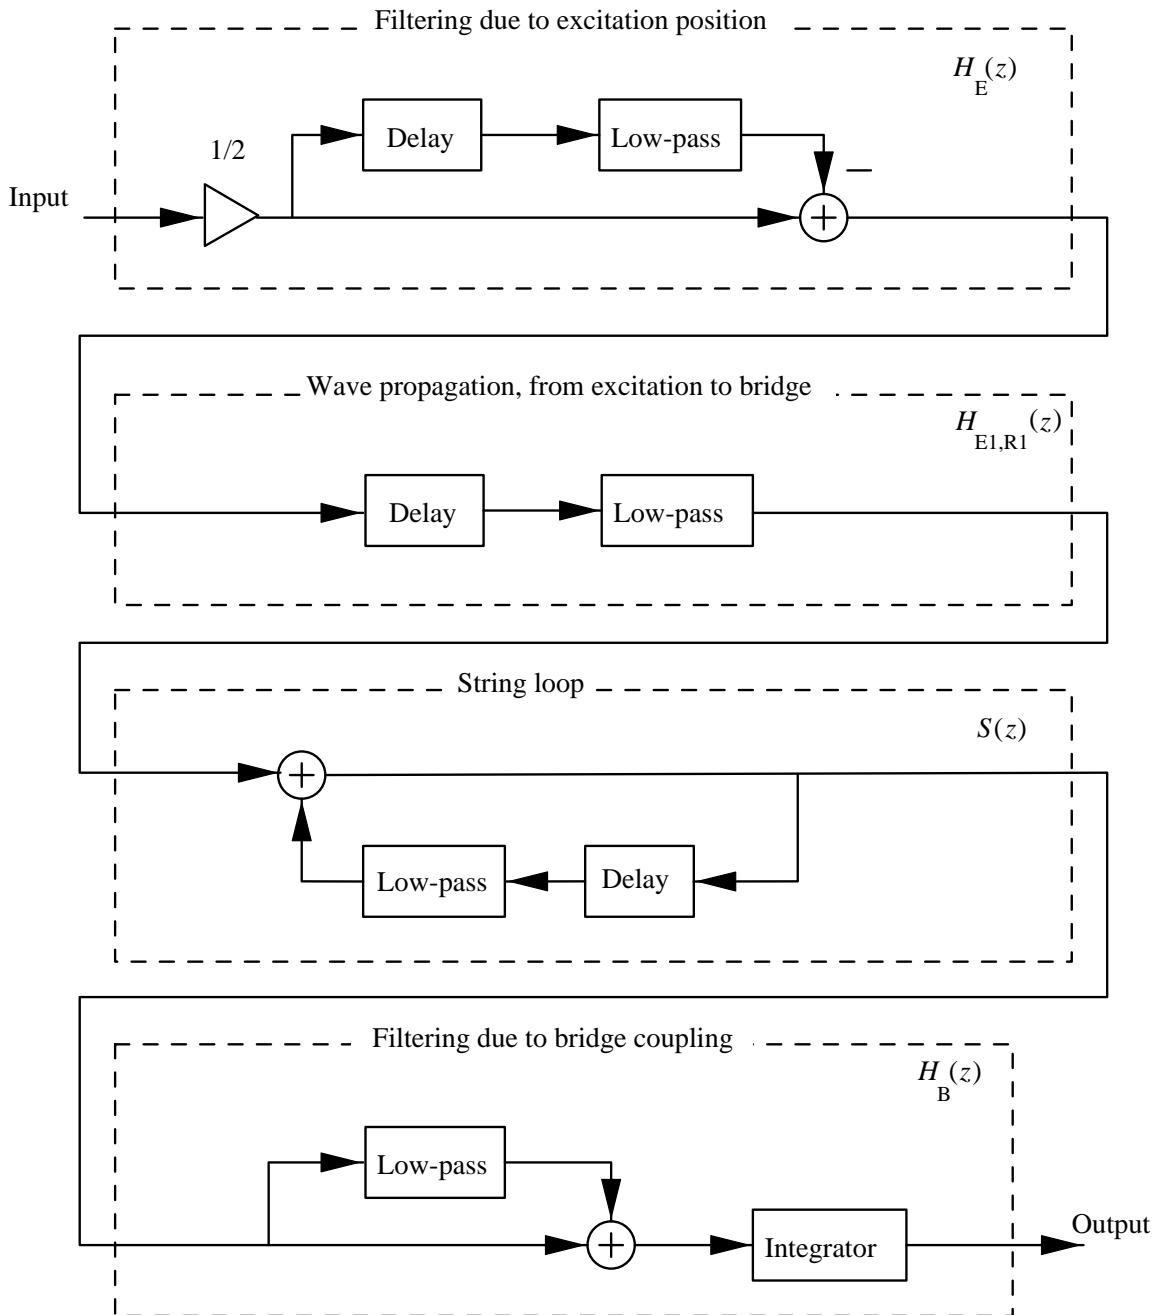 Filtering due to excitation position
H_E(z)
1/2
Delay
Low-pass
Input
−
+
Wave propagation, from excitation to bridge
H_E1,R1(z)
Delay
Low-pass
String loop
S(z)
+
Low-pass
Delay
Filtering due to bridge coupling
H_B(z)
Low-pass
+
Integrator
Output